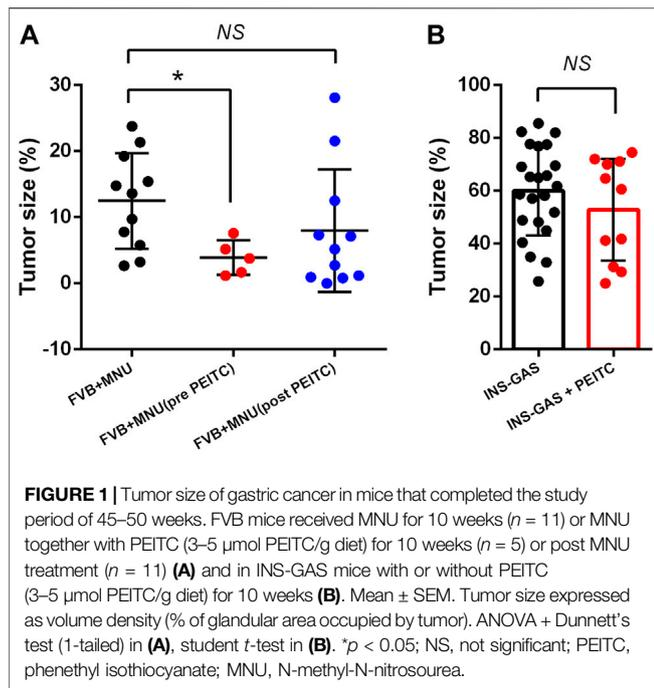 A
B
NS
*
NS
Tumor size (%)
30
20
10
0
-10
FVB+MNU
FVB+MNU(pre PEITC)
FVB+MNU(post PEITC)
Tumor size (%)
100
80
60
40
20
0
INS-GAS
INS-GAS + PEITC
FIGURE 1 | Tumor size of gastric cancer in mice that completed the study
period of 45–50 weeks. FVB mice received MNU for 10 weeks (n = 11) or MNU
together with PEITC (3–5 μmol PEITC/g diet) for 10 weeks (n = 5) or post MNU
treatment (n = 11) (A) and in INS-GAS mice with or without PEITC
(3–5 μmol PEITC/g diet) for 10 weeks (B). Mean ± SEM. Tumor size expressed
as volume density (% of glandular area occupied by tumor). ANOVA + Dunnett's
test (1-tailed) in (A), student t-test in (B). *p < 0.05; NS, not significant; PEITC,
phenethyl isothiocyanate; MNU, N-methyl-N-nitrosourea.